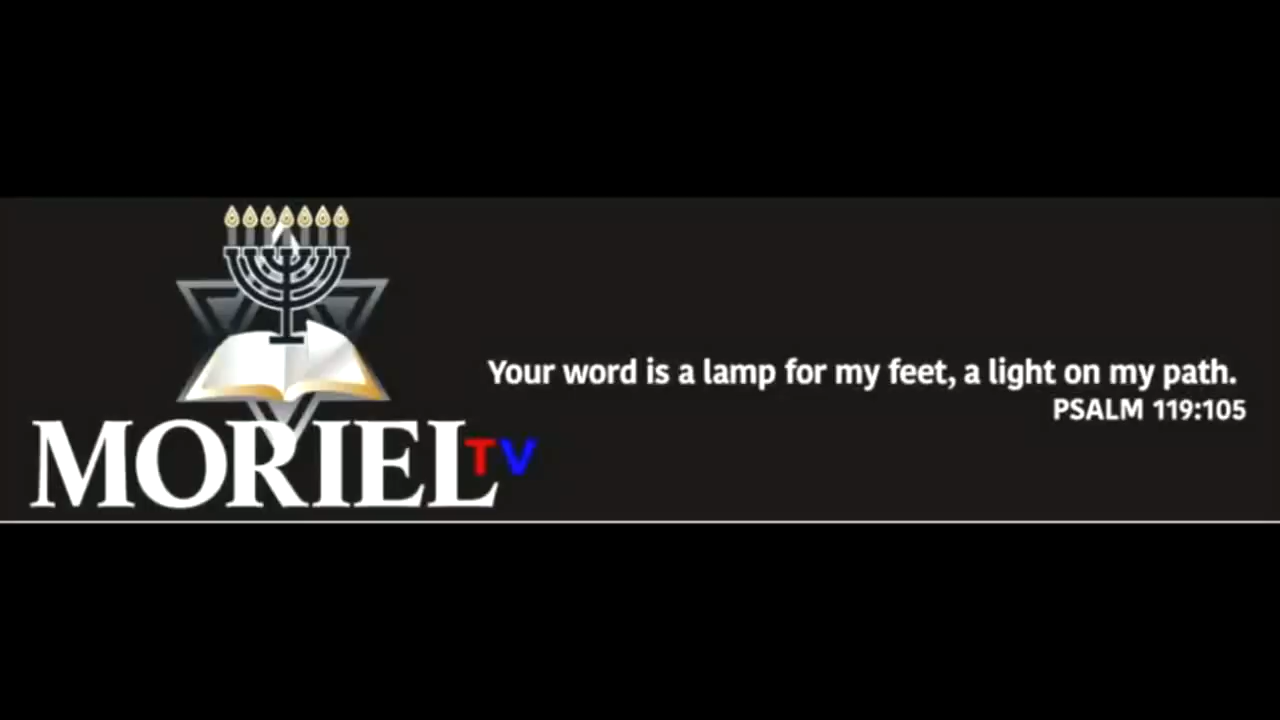 Your word is a lamp for my feet, a light on my path.
PSALM 119:105
MORIEL TV